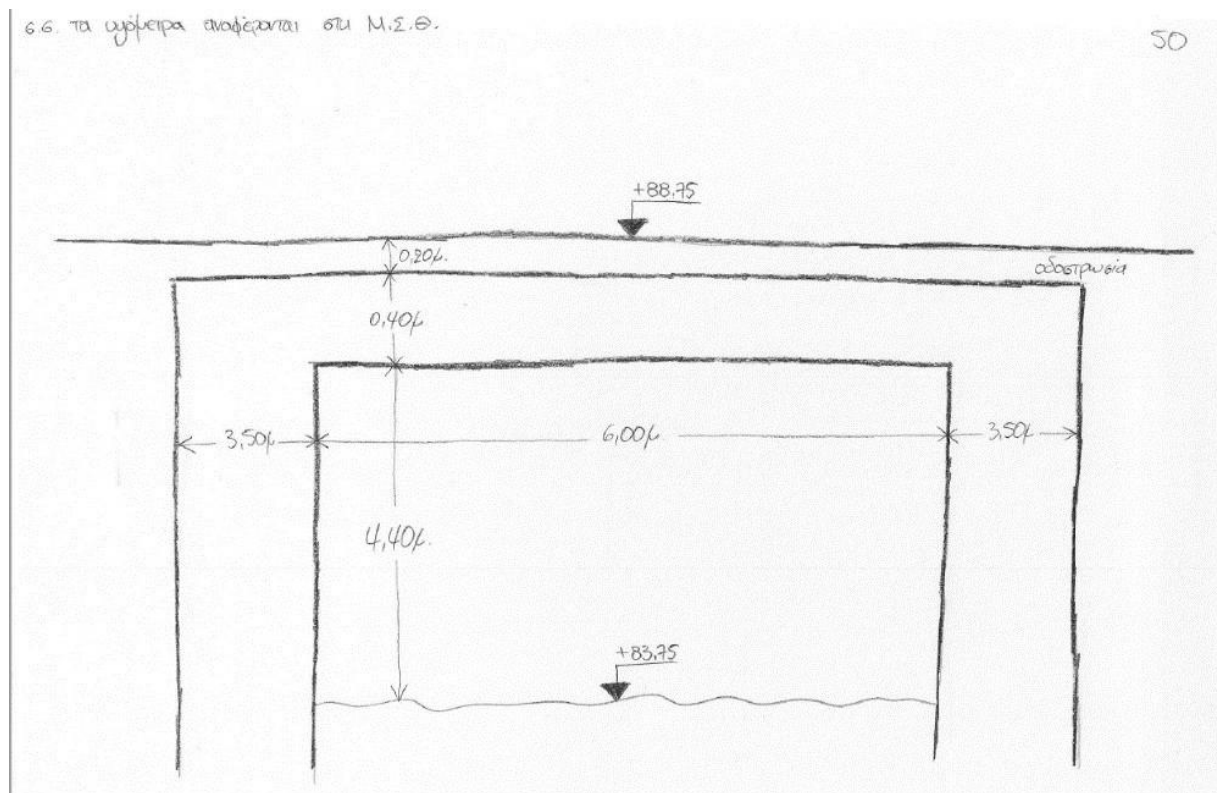 6.6. τα υψόμετρα αναφέρονται στη Μ.Σ.Θ.
50
+88.75
0,20μ.
οδοστρωσία
0,40μ
3,50μ
6,00μ
3,50μ
4,40μ.
+83.75